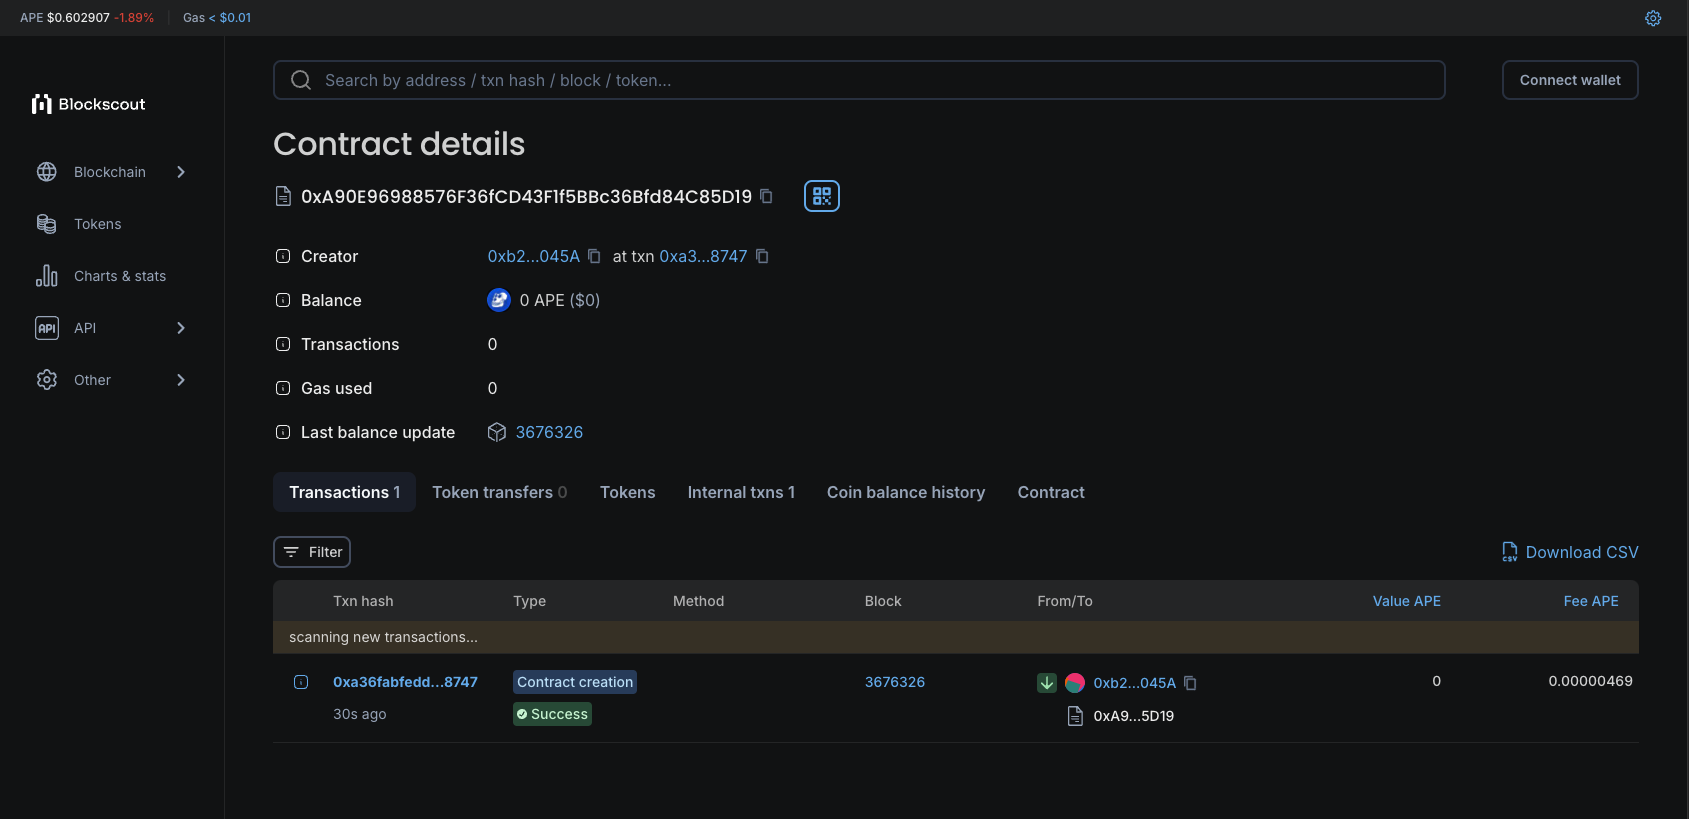 APE $0.602907 -1.89% Gas < $0.01
Blockscout
Search by address / txn hash / block / token...
Connect wallet
Blockchain
Tokens
Charts & stats
API API
Other
Contract details
0xA90E96988576F36fCD43F1f5BBc36Bfd84C85D19
Creator 0xb2...045A at txn 0xa3...8747
Balance 0 APE ($0)
Transactions 0
Gas used 0
Last balance update 3676326
Transactions 1 Token transfers 0 Tokens Internal txns 1 Coin balance history Contract
Filter
CSV Download CSV
Txn hash Type Method Block From/To Value APE Fee APE
scanning new transactions...
0xa36fabfedd...8747 Contract creation 3676326 0xb2...045A 0 0.00000469
30s ago Success 0xA9...5D19